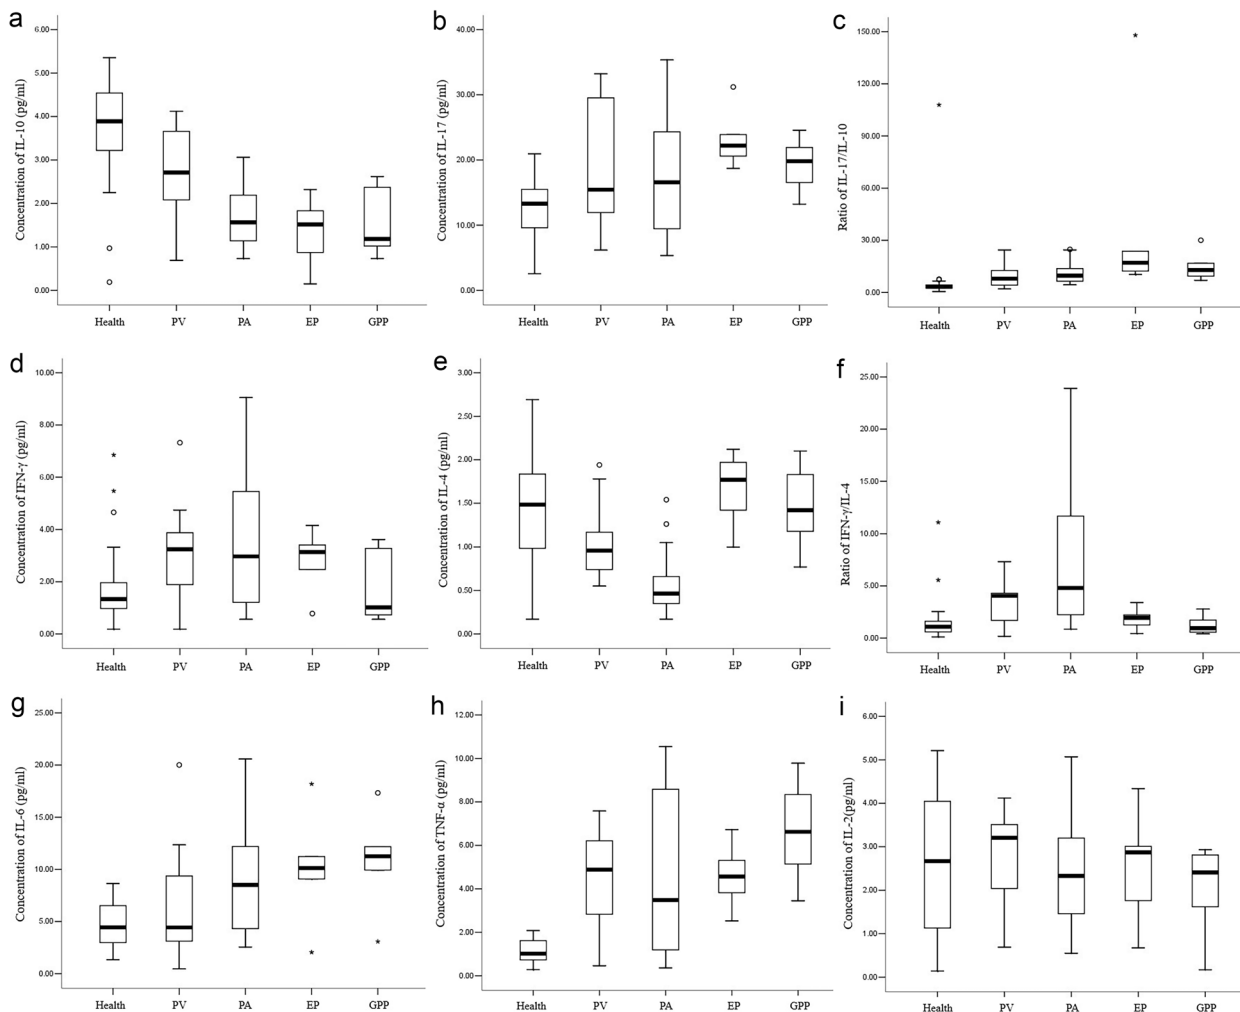 a
Concentration of IL-10 (pg/ml)
6.00
5.00
4.00
3.00
2.00
1.00
0.00
Health PV PA EP GPP
b
Concentration of IL-17 (pg/ml)
40.00
30.00
20.00
10.00
0.00
Health PV PA EP GPP
c
Ratio of IL-17/IL-10
150.00
120.00
90.00
60.00
30.00
0.00
Health PV PA EP GPP
d
Concentration of IFN-γ (pg/ml)
10.00
8.00
6.00
4.00
2.00
0.00
Health PV PA EP GPP
e
Concentration of IL-4 (pg/ml)
3.00
2.50
2.00
1.50
1.00
0.50
0.00
Health PV PA EP GPP
f
Ratio of IFN-γ/IL-4
25.00
20.00
15.00
10.00
5.00
0.00
Health PV PA EP GPP
g
Concentration of IL-6 (pg/ml)
25.00
20.00
15.00
10.00
5.00
0.00
Health PV PA EP GPP
h
Concentration of TNF-α (pg/ml)
12.00
10.00
8.00
6.00
4.00
2.00
0.00
Health PV PA EP GPP
i
Concentration of IL-2(pg/ml)
6.00
5.00
4.00
3.00
2.00
1.00
0.00
Health PV PA EP GPP